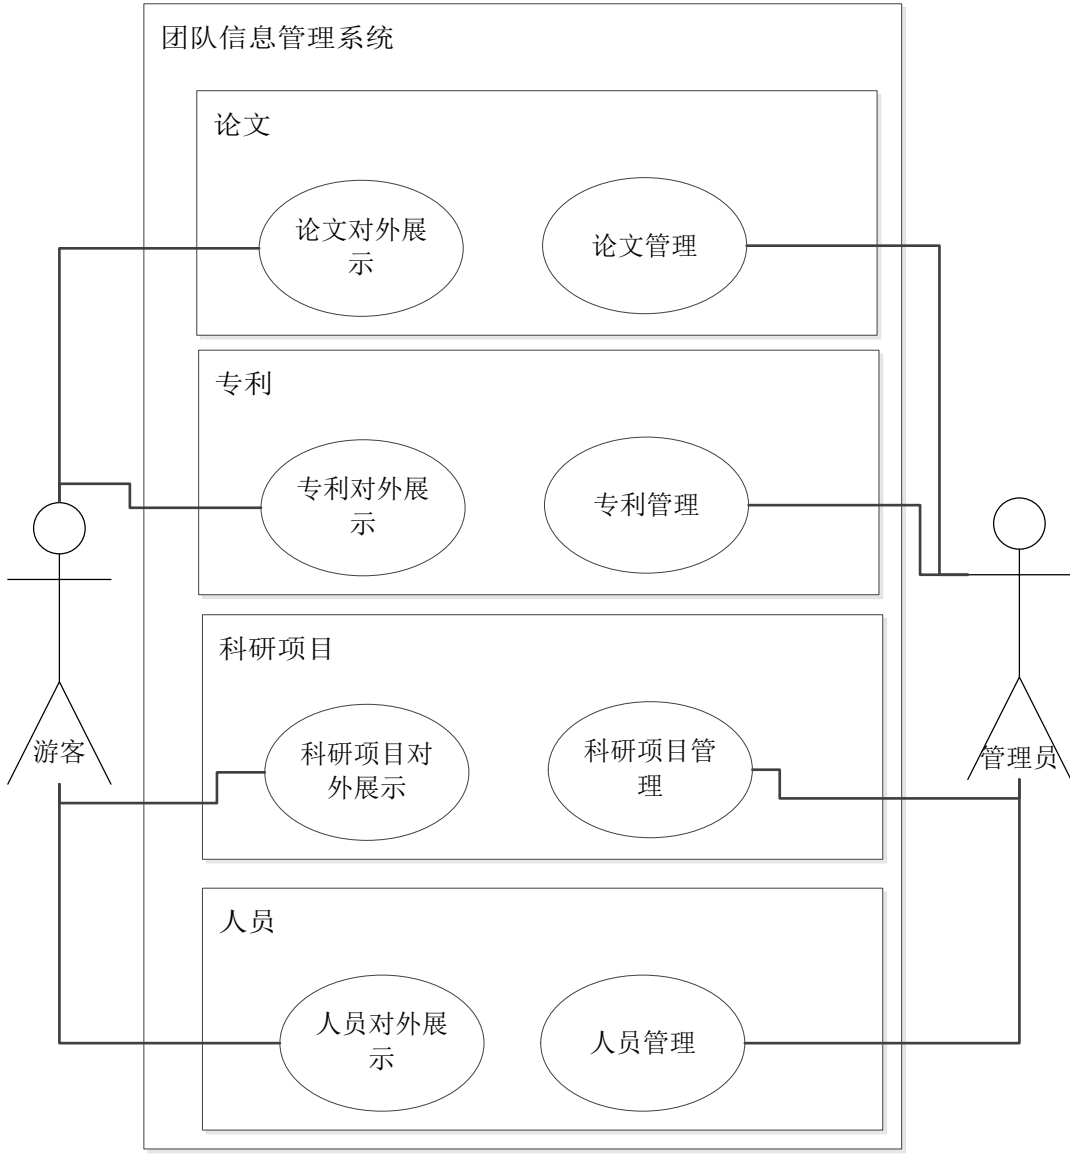 团队信息管理系统
论文
论文对外展
示
论文管理
专利
专利对外展
示
专利管理
科研项目
科研项目对
外展示
科研项目管
理
游客
管理员
人员
人员对外展
示
人员管理